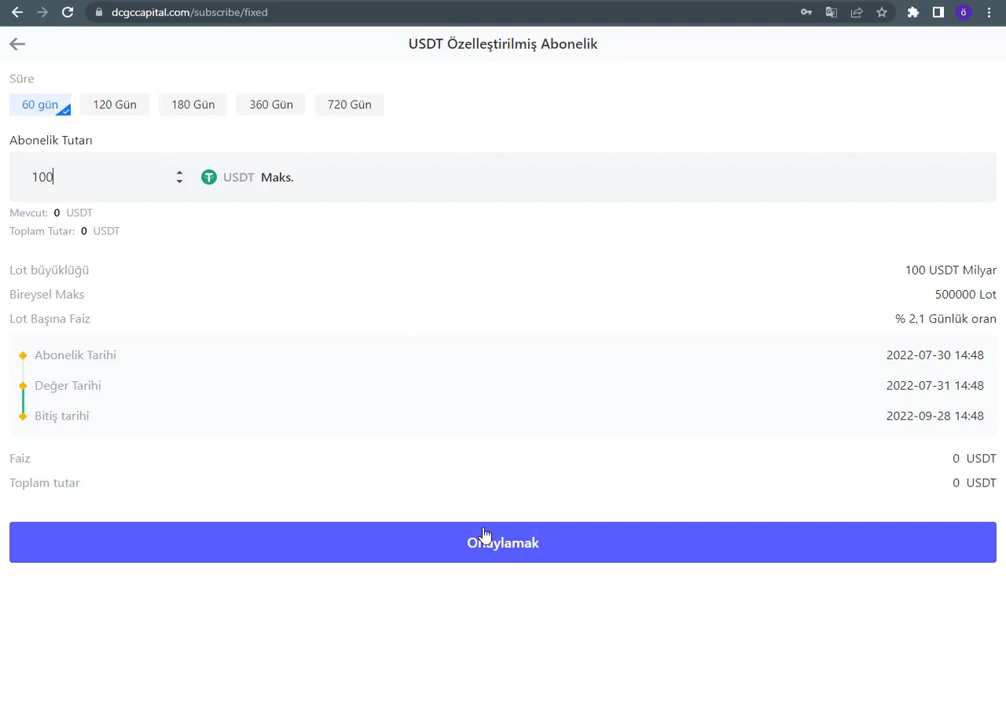 dcgccapital.com/subscribe/fixed
ö
USDT Özelleştirilmiş Abonelik
Süre
60 gün 120 Gün 180 Gün 360 Gün 720 Gün
Abonelik Tutarı
100 USDT Maks.
Mevcut: 0 USDT
Toplam Tutar: 0 USDT
Lot büyüklüğü 100 USDT Milyar
Bireysel Maks 500000 Lot
Lot Başına Faiz % 2,1 Günlük oran
Abonelik Tarihi 2022-07-30 14:48
Değer Tarihi 2022-07-31 14:48
Bitiş tarihi 2022-09-28 14:48
Faiz 0 USDT
Toplam tutar 0 USDT
Onaylamak